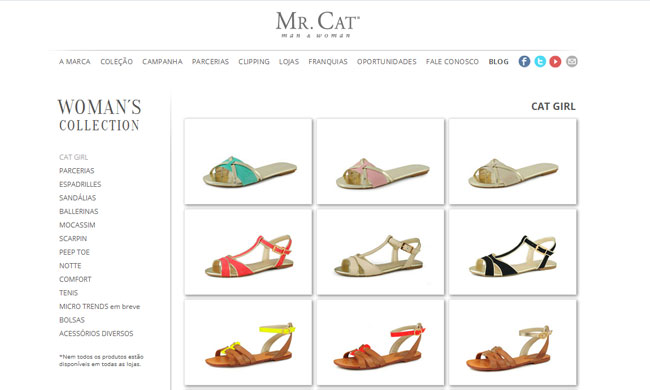 MR. CAT®
man & woman
A MARCA COLEÇÃO CAMPANHA PARCERIAS CLIPPING LOJAS FRANQUIAS OPORTUNIDADES FALE CONOSCO BLOG
WOMAN'S
COLLECTION
CAT GIRL
CAT GIRL
PARCERIAS
ESPADRILLES
SANDÁLIAS
BALLERINAS
MOCASSIM
SCARPIN
PEEP TOE
NOTTE
COMFORT
TENIS
MICRO TRENDS em breve
BOLSAS
ACESSÓRIOS DIVERSOS
*Nem todos os produtos estão
disponíveis em todas as lojas.